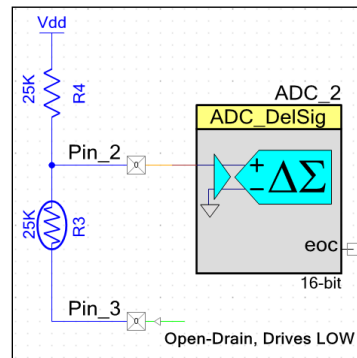 Vdd
25K
R4
ADC_2
ADC_DelSig
Pin_2
+
-
ΔΣ
25K
R3
eoc
16-bit
Pin_3
Open-Drain, Drives LOW